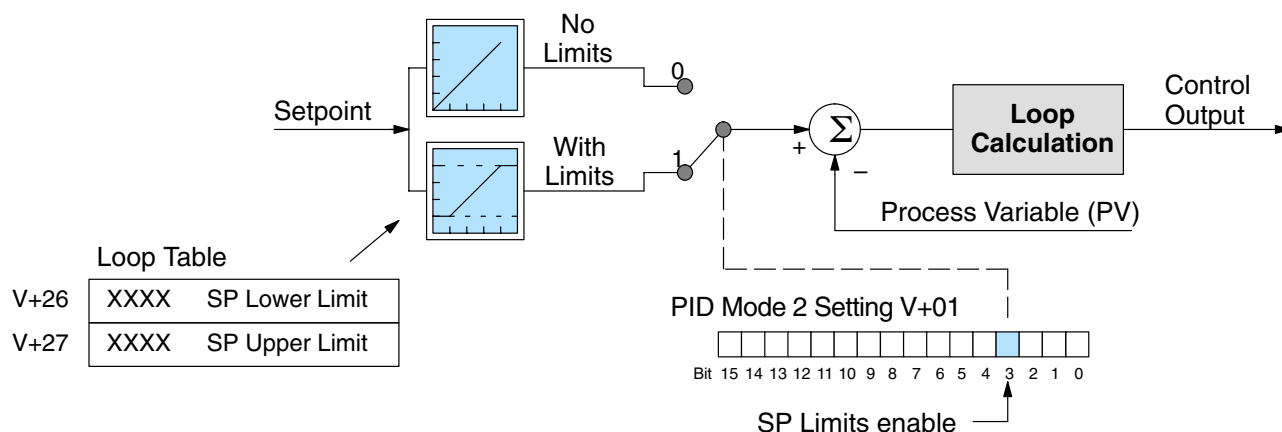 No
Limits
0
Setpoint
With
Limits
1
+
Σ
−
Loop
Calculation
Control
Output
Process Variable (PV)
Loop Table
V+26 XXXX SP Lower Limit
V+27 XXXX SP Upper Limit
PID Mode 2 Setting V+01
Bit 15 14 13 12 11 10 9 8 7 6 5 4 3 2 1 0
SP Limits enable